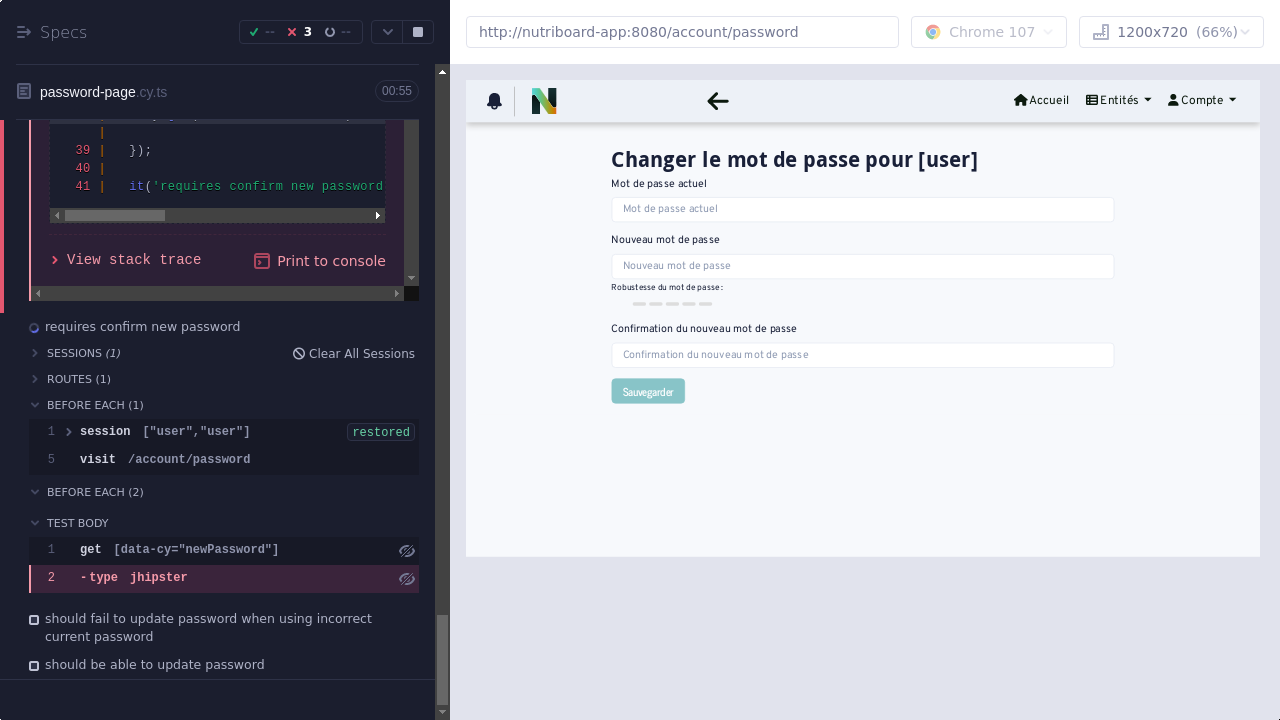 Specs
-- 3 --
password-page.cy.ts
00:55
|
39 | });
40 |
41 | it('requires confirm new password
View stack trace
Print to console
requires confirm new password
SESSIONS (1)
Clear All Sessions
ROUTES (1)
BEFORE EACH (1)
1 session ["user","user"] restored
5 visit /account/password
BEFORE EACH (2)
TEST BODY
1 get [data-cy="newPassword"]
2 -type jhipster
should fail to update password when using incorrect
current password
should be able to update password
http://nutriboard-app:8080/account/password
Chrome 107
1200x720 (66%)
N
Accueil
Entités
Compte
Changer le mot de passe pour [user]
Mot de passe actuel
Mot de passe actuel
Nouveau mot de passe
Nouveau mot de passe
Robustesse du mot de passe :
Confirmation du nouveau mot de passe
Confirmation du nouveau mot de passe
Sauvegarder